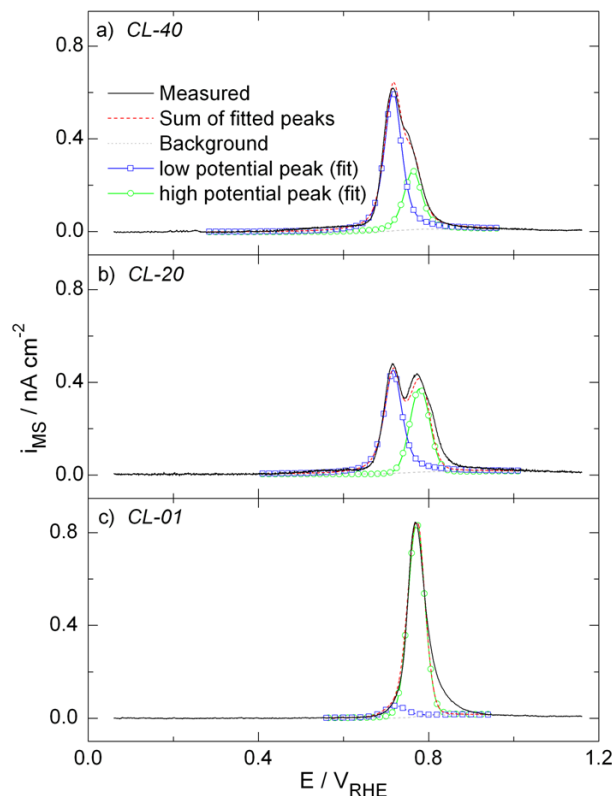 a) CL-40
0.8
Measured
Sum of fitted peaks
Background
low potential peak (fit)
high potential peak (fit)
0.4
0.0
b) CL-20
0.8
0.4
0.0
i_MS / nA cm⁻²
c) CL-01
0.8
0.4
0.0
0.0 0.4 0.8 1.2
E / V_RHE